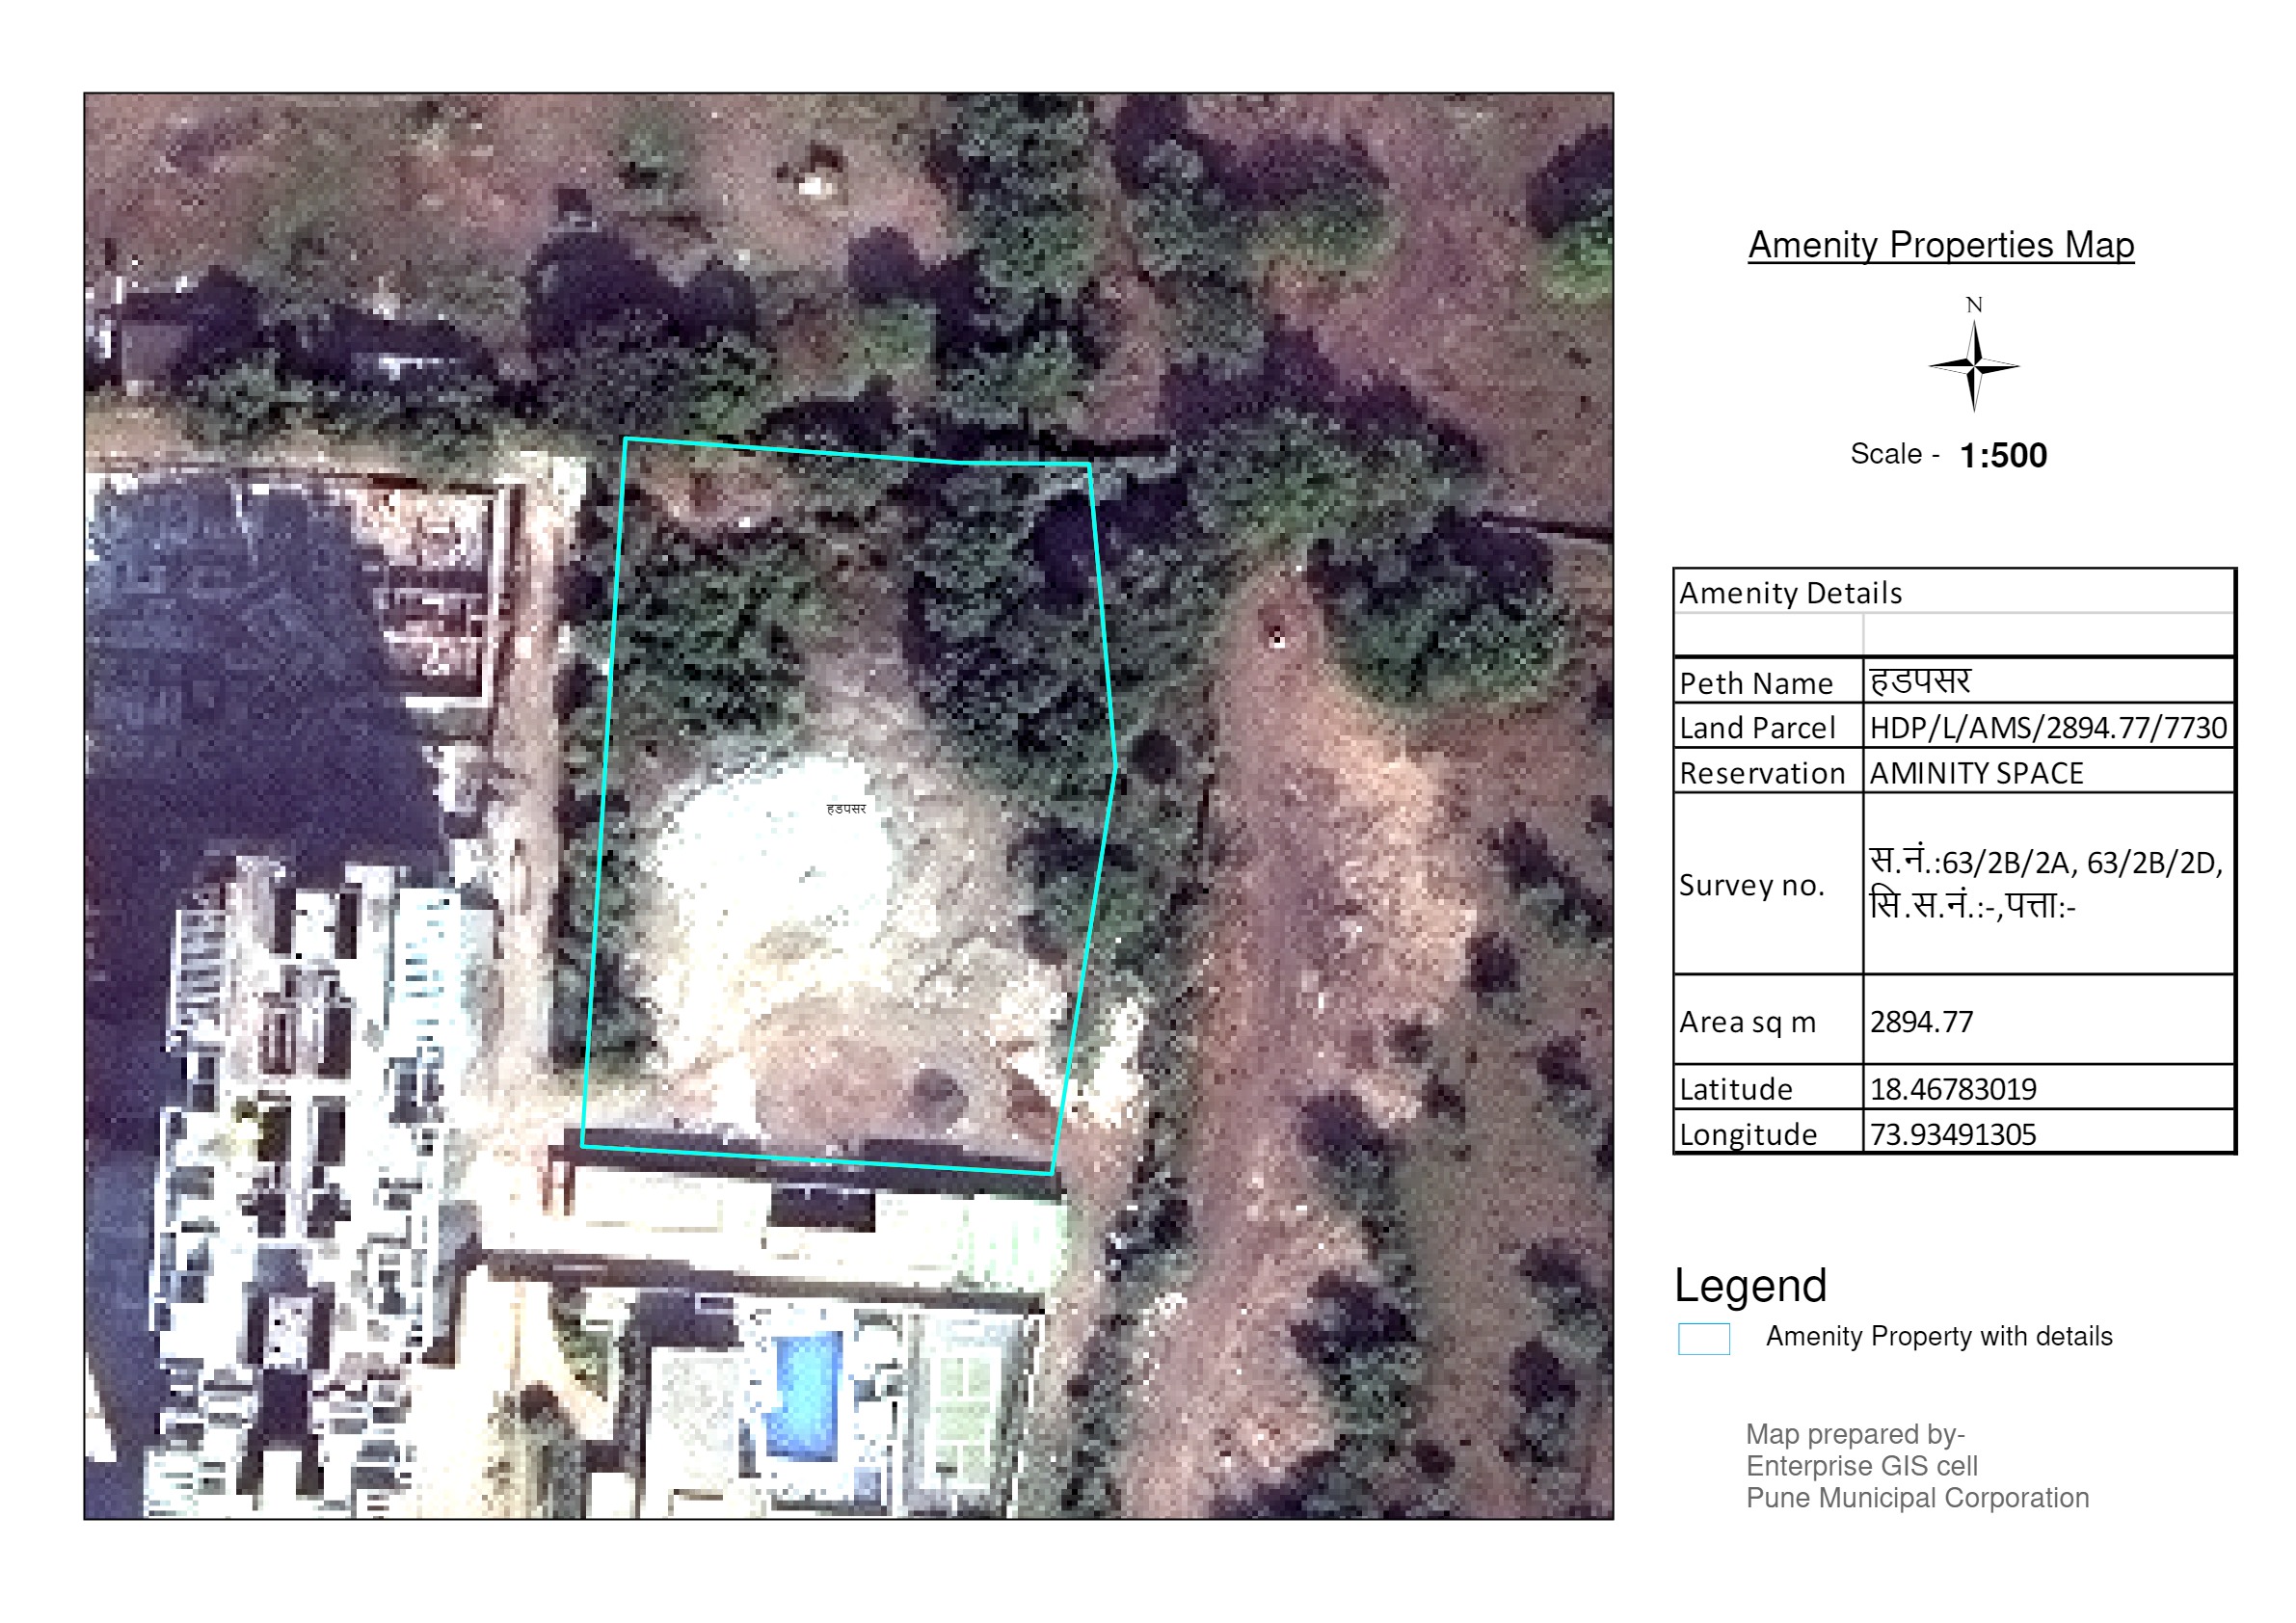 हडपसर
Amenity Properties Map
N
Scale - 1:500
Amenity Details
Peth Name हडपसर
Land Parcel HDP/L/AMS/2894.77/7730
Reservation AMINITY SPACE
Survey no. स.नं.:63/2B/2A, 63/2B/2D,
सि.स.नं.:-,पत्ता:-
Area sq m 2894.77
Latitude 18.46783019
Longitude 73.93491305
Legend
Amenity Property with details
Map prepared by-
Enterprise GIS cell
Pune Municipal Corporation